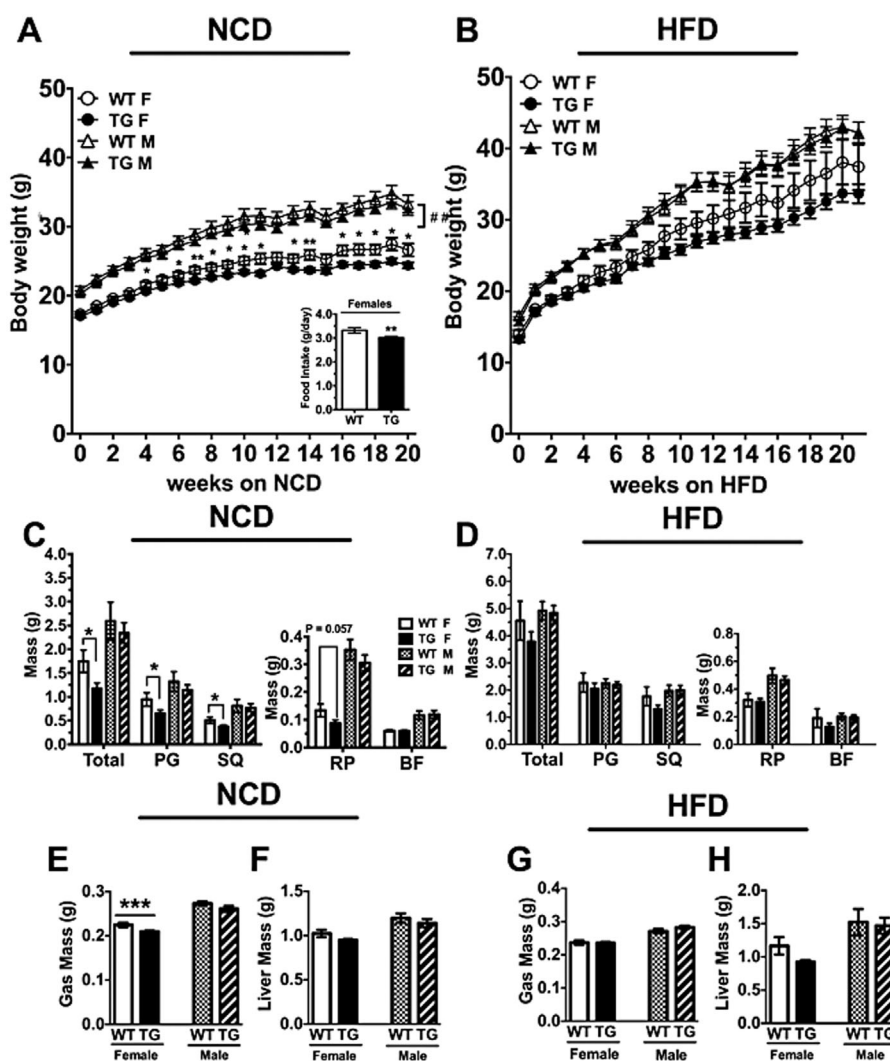 A
NCD
WT F
TG F
WT M
TG M
Body weight (g)
50
40
30
20
10
0
##
* * ** * * * * * ** * * * * *
Females
Food Intake (g/day)
4.0
3.0
2.0
1.0
0.0
**
WT TG
0 2 4 6 8 10 12 14 16 18 20
weeks on NCD
B
HFD
WT F
TG F
WT M
TG M
Body weight (g)
50
40
30
20
10
0
0 2 4 6 8 10 12 14 16 18 20
weeks on HFD
C
NCD
Mass (g)
4.0
3.5
3.0
2.5
2.0
1.5
1.0
0.5
0.0
* * *
Total PG SQ
Mass (g)
0.4
0.3
0.2
0.1
0.0
P = 0.057
WT F
TG F
WT M
TG M
RP BF
D
HFD
Mass (g)
7.0
6.0
5.0
4.0
3.0
2.0
1.0
0.0
Total PG SQ
Mass (g)
0.8
0.6
0.4
0.2
0.0
RP BF
NCD
E
Gas Mass (g)
0.3
0.2
0.1
0.0
***
WT TG WT TG
Female Male
F
Liver Mass (g)
1.5
1.0
0.5
0.0
WT TG WT TG
Female Male
HFD
G
Gas Mass (g)
0.4
0.3
0.2
0.1
0.0
WT TG WT TG
Female Male
H
Liver Mass (g)
2.0
1.5
1.0
0.5
0.0
WT TG WT TG
Female Male